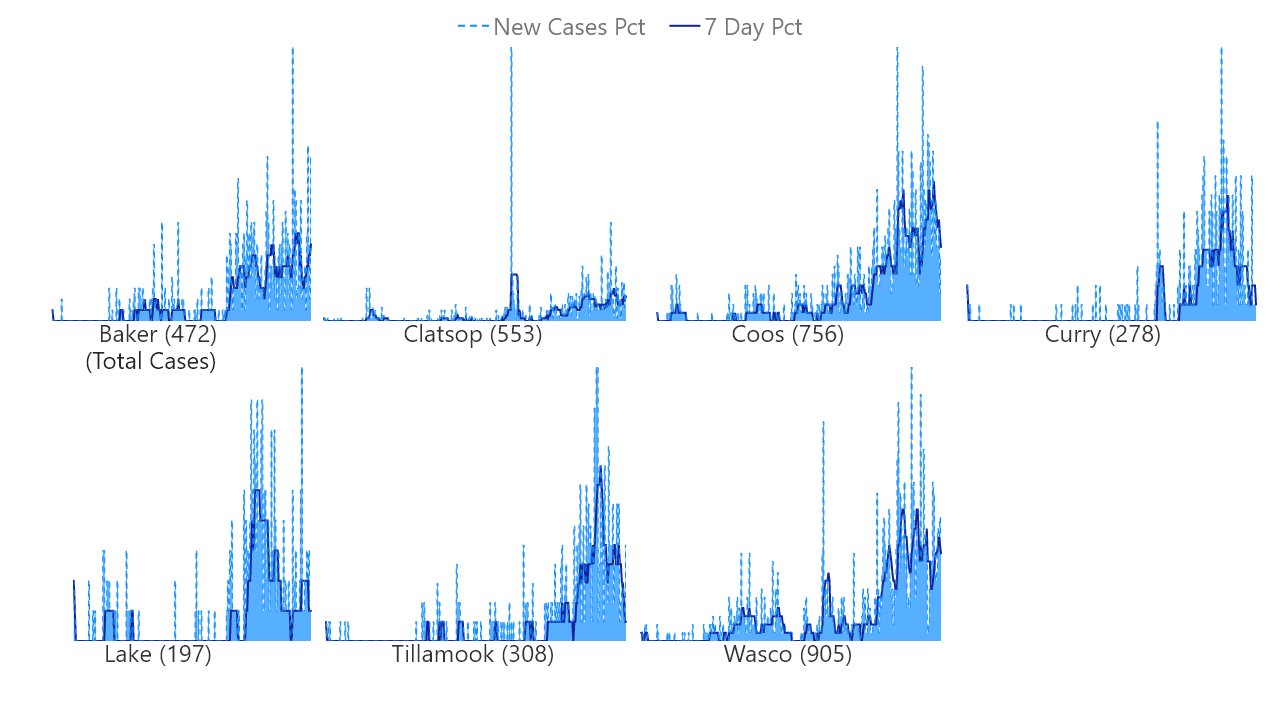 New Cases Pct 7 Day Pct
Baker (472) Clatsop (553) Coos (756) Curry (278)
(Total Cases)
Lake (197) Tillamook (308) Wasco (905)